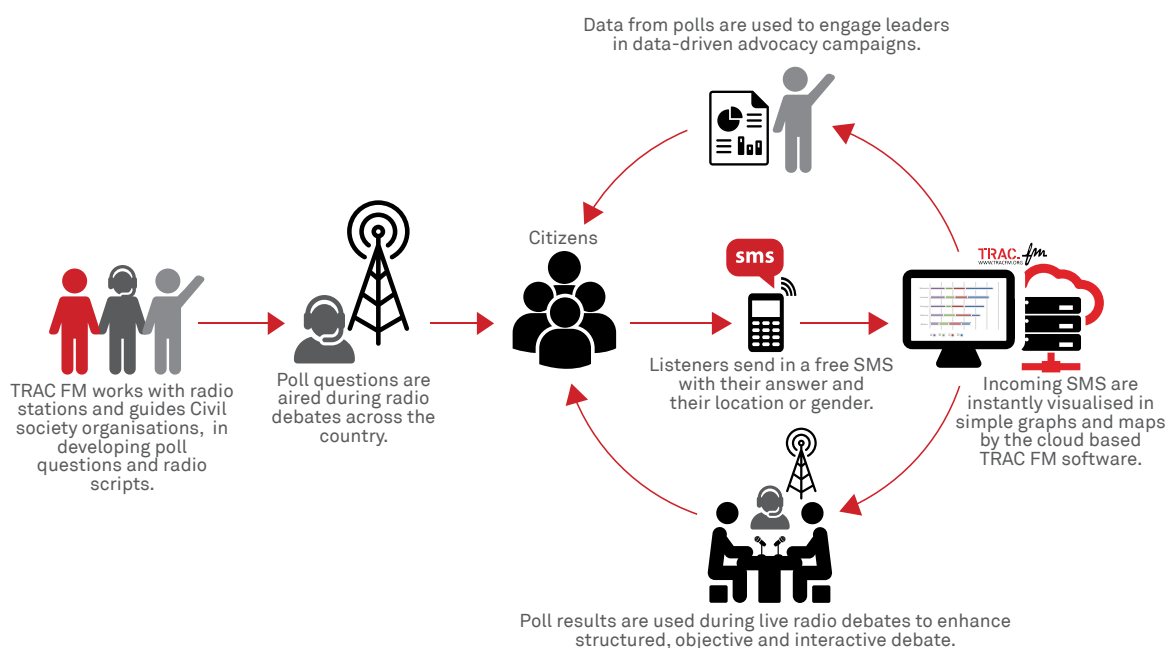 Data from polls are used to engage leaders
in data-driven advocacy campaigns.
Citizens
sms
TRAC fm
WWW.TRACFM.ORG
TRAC FM works with radio
stations and guides Civil
society organisations, in
developing poll
questions and radio
scripts.
Poll questions are
aired during radio
debates across the
country.
Listeners send in a free SMS
with their answer and
their location or gender.
Incoming SMS are
instantly visualised in
simple graphs and maps
by the cloud based
TRAC FM software.
Poll results are used during live radio debates to enhance
structured, objective and interactive debate.